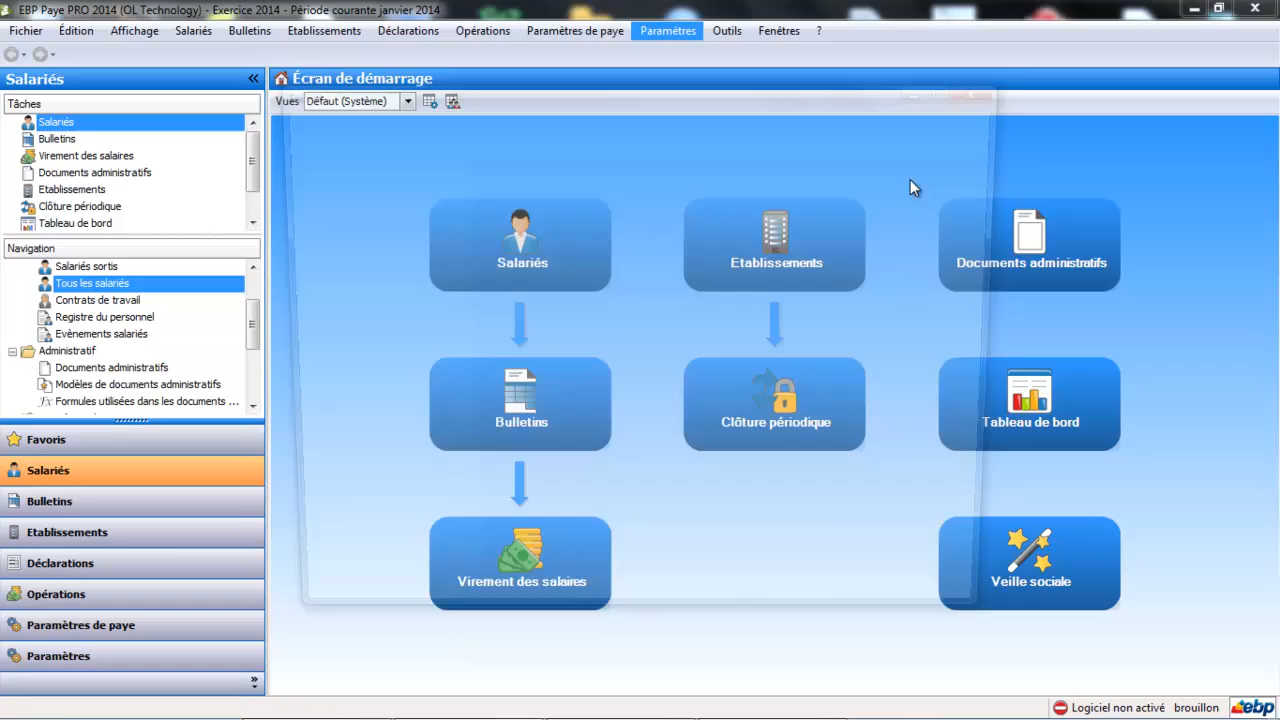 EBP Paye PRO 2014 (OL Technology) - Exercice 2014 - Période courante janvier 2014
Fichier Édition Affichage Salariés Bulletins Etablissements Déclarations Opérations Paramètres de paye Paramètres Outils Fenêtres ?
Salariés
Tâches
Salariés
Bulletins
Virement des salaires
Documents administratifs
Etablissements
Clôture périodique
Tableau de bord
Navigation
Salariés sortis
Tous les salariés
Contrats de travail
Registre du personnel
Evènements salariés
Administratif
Documents administratifs
Modèles de documents administratifs
Formules utilisées dans les documents ...
Favoris
Salariés
Bulletins
Etablissements
Déclarations
Opérations
Paramètres de paye
Paramètres
Écran de démarrage
Vues Défaut (Système)
Salariés Etablissements Documents administratifs
Bulletins Clôture périodique Tableau de bord
Virement des salaires Veille sociale
Logiciel non activé brouillon ebp